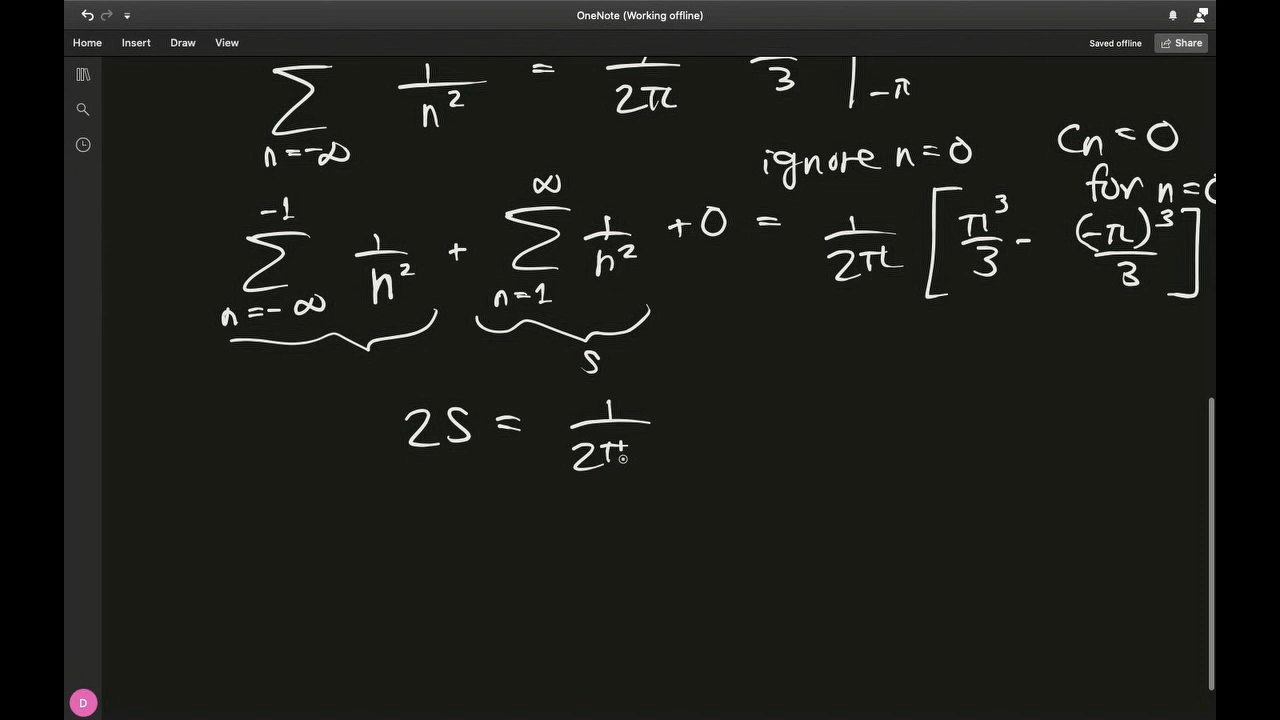 OneNote (Working offline)
Home Insert Draw View
Saved offline Share
∑ n=-∞ 1/n² = 1/2π 3 | -π
ignore n=0
Cn = 0
for n=0
∑ n=-∞ -1 1/n² + ∑ n=1 ∞ 1/n² + 0 = 1/2π [ π³/3 - (-π)³/3 ]
S
2S = 1/2π
D